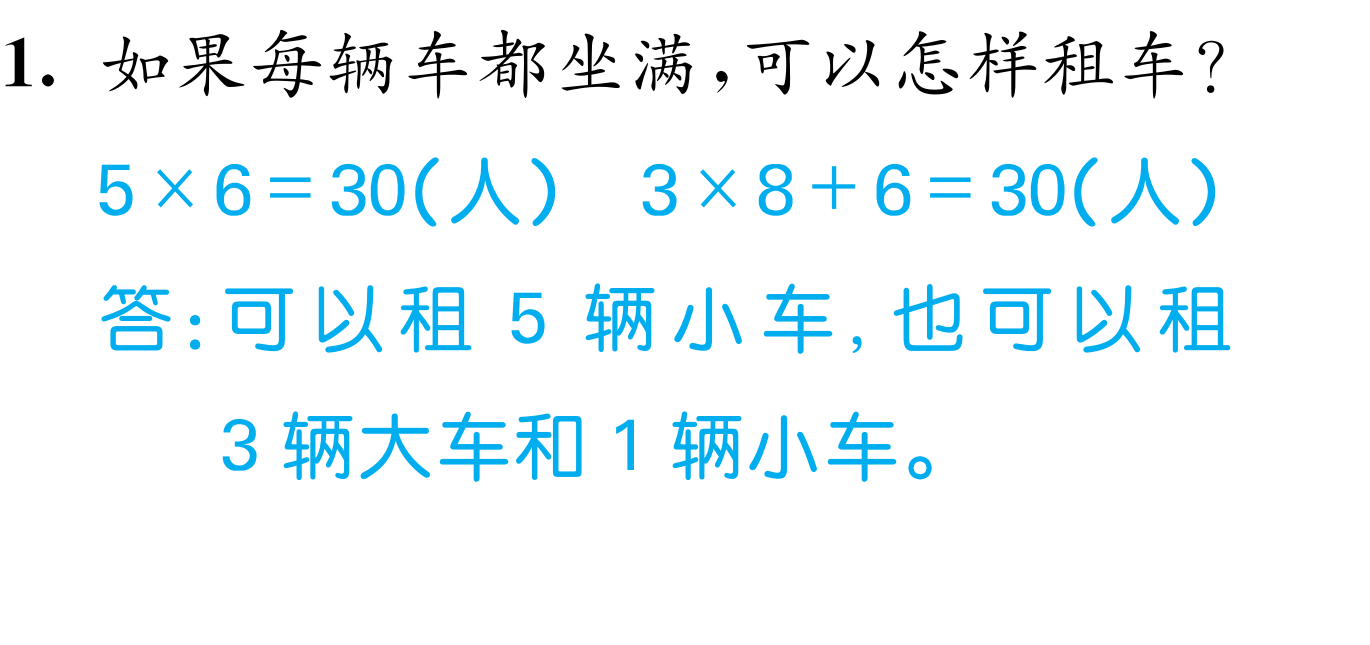 1. 如果每辆车都坐满,可以怎样租车?
5×6=30(人) 3×8+6=30(人)
答:可以租 5 辆小车,也可以租
3 辆大车和 1 辆小车。